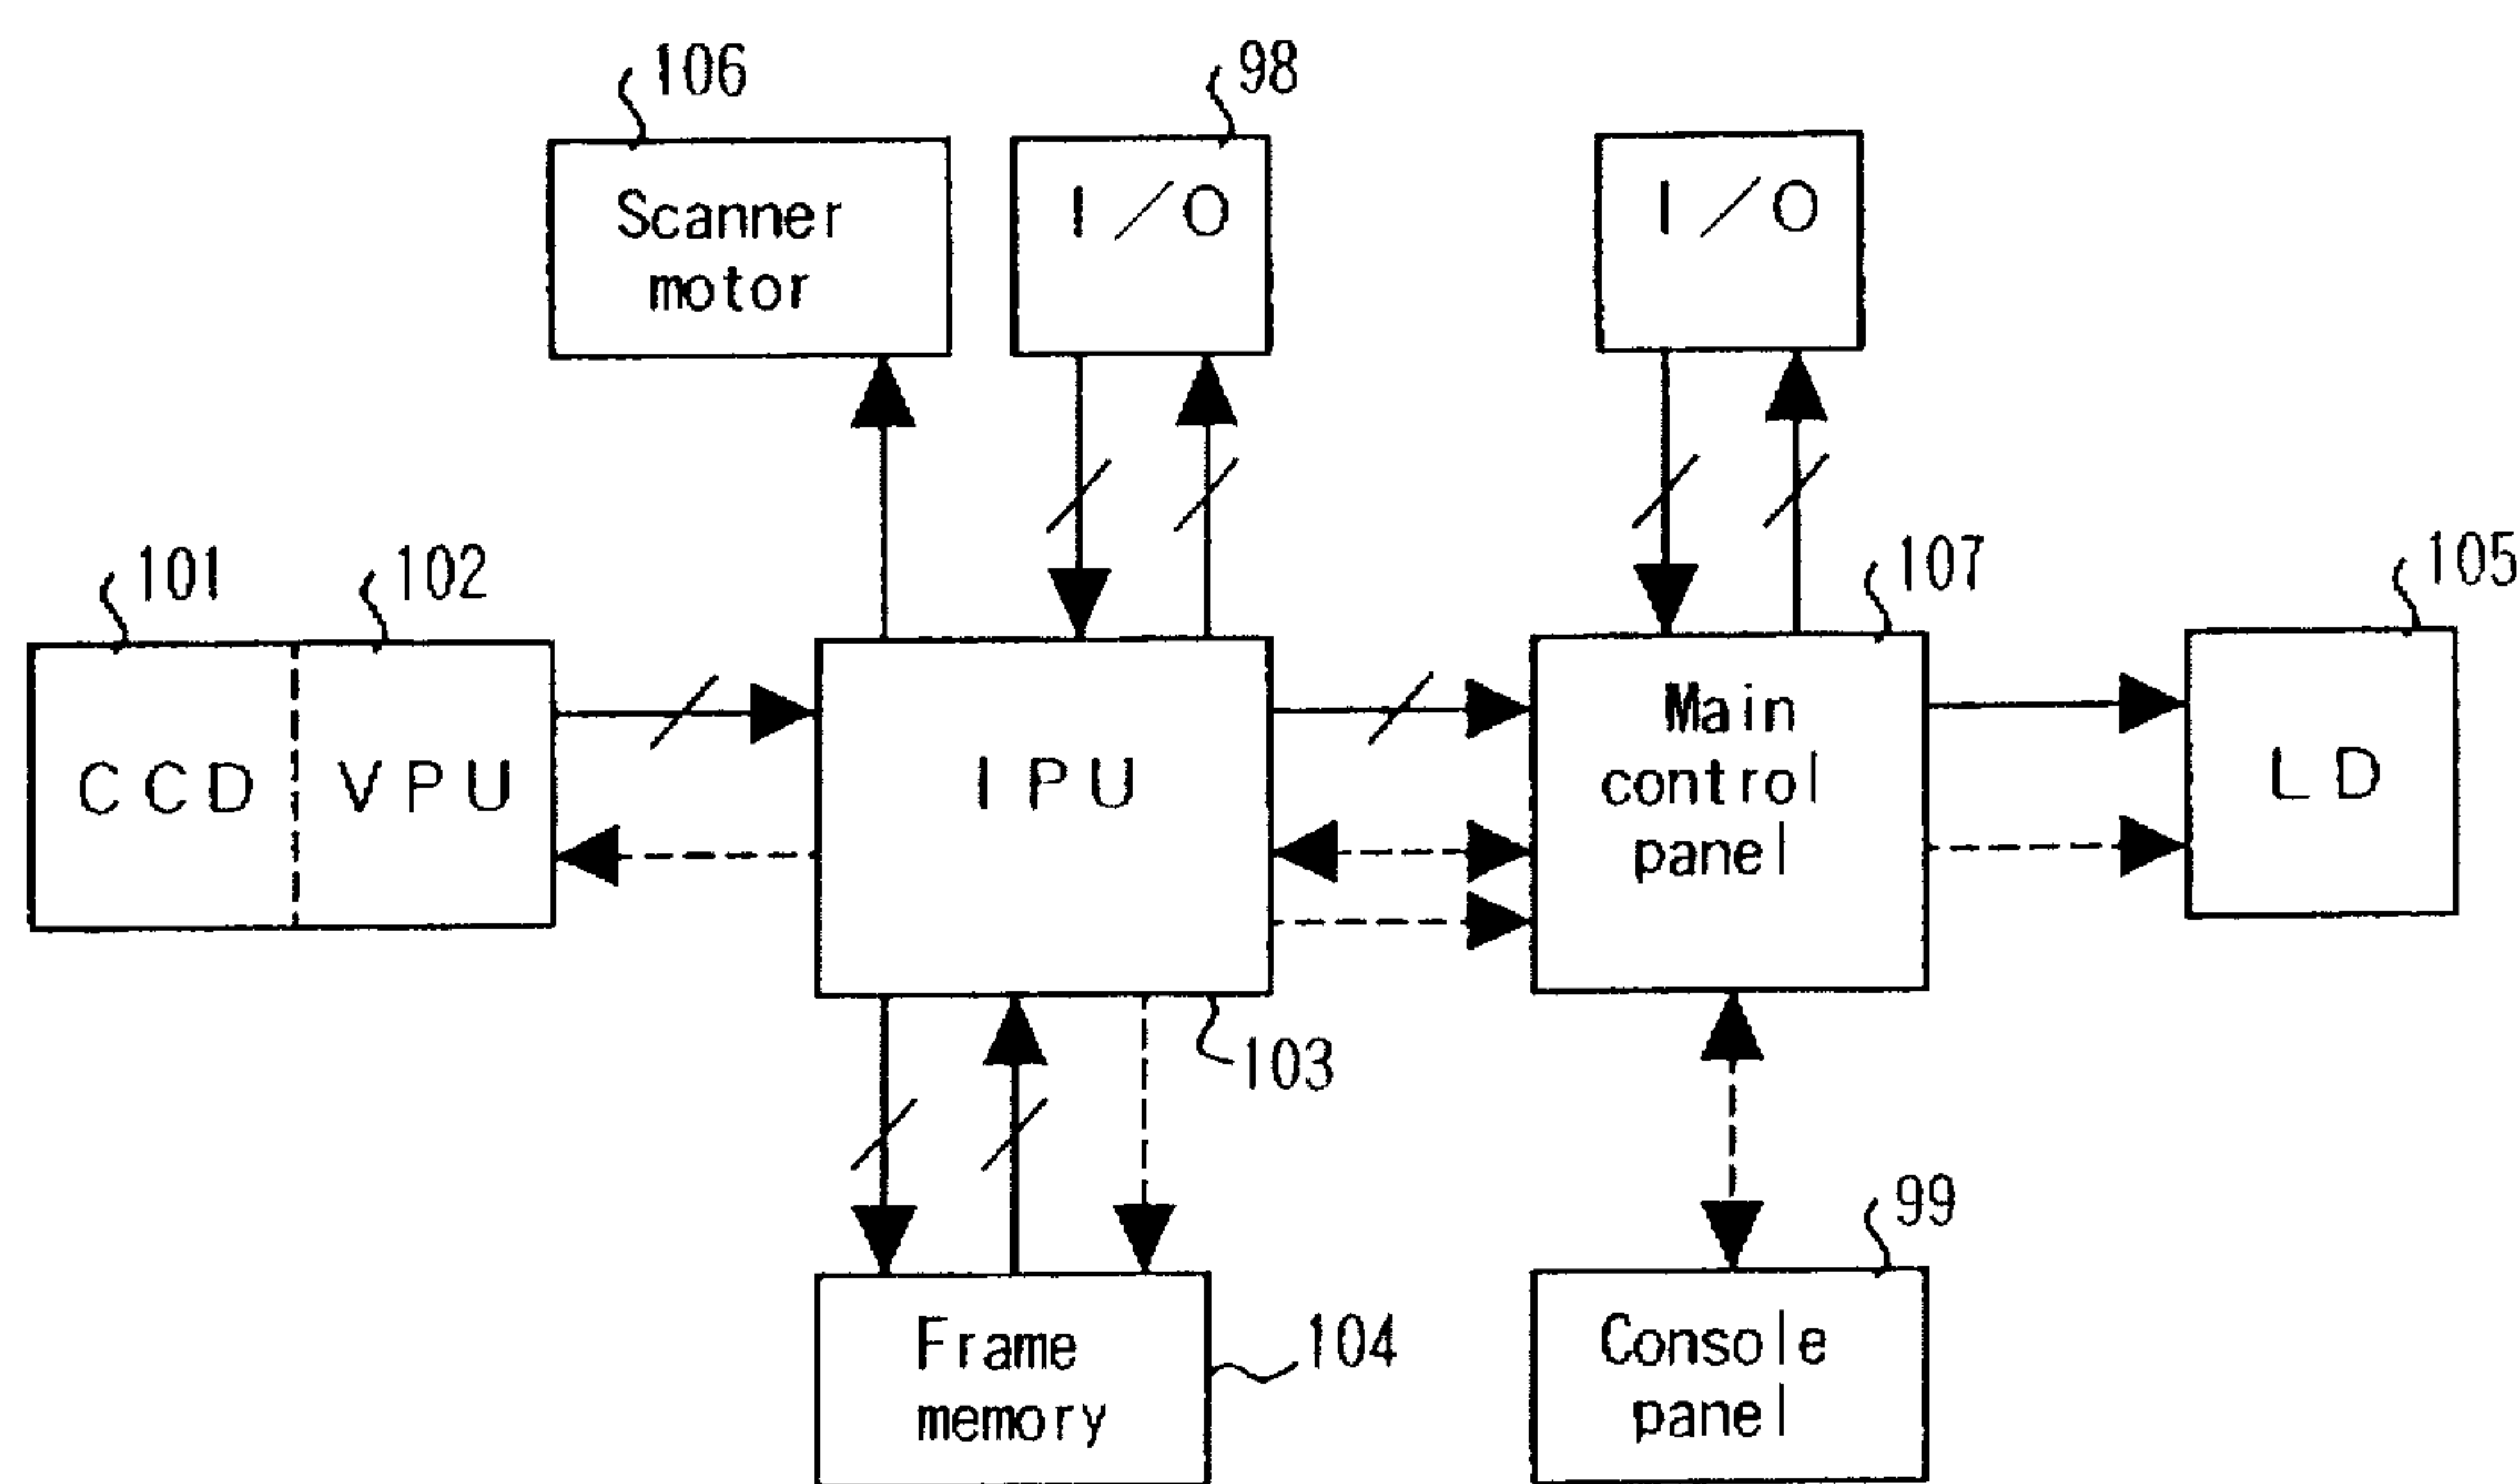 106
98
Scanner
motor
I/O
I/O
101
102
107
105
CCD
VPU
IPU
Main
control
panel
LD
103
99
Frame
memory
104
Console
panel